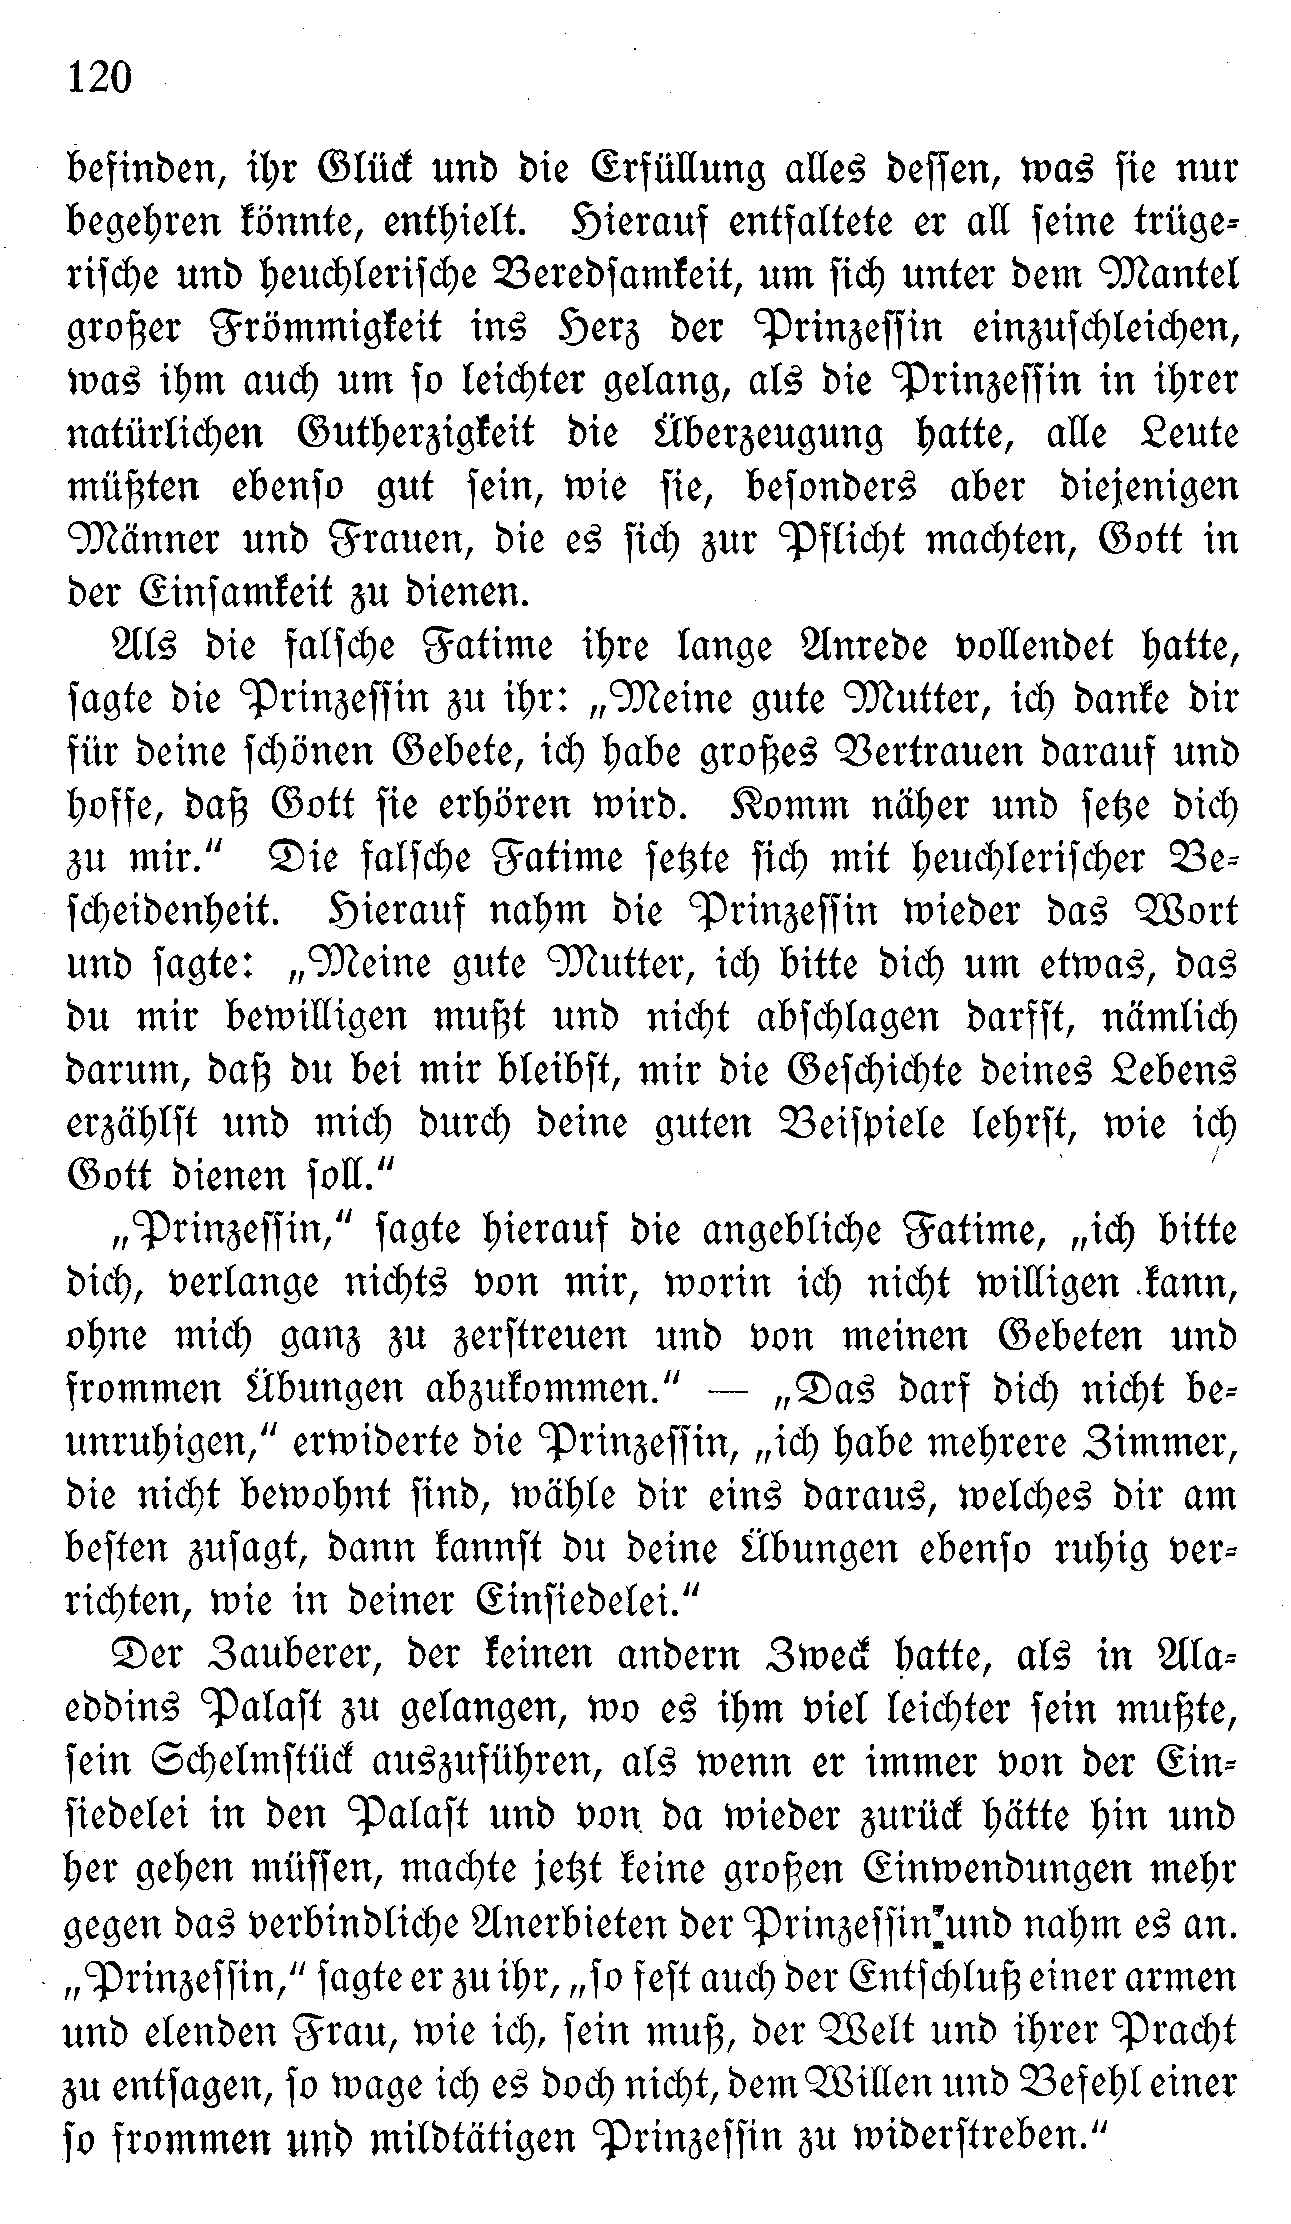 120
befinden, ihr Glück und die Erfüllung alles dessen, was sie nur
begehren könnte, enthielt. Hierauf entfaltete er all seine trüge-
rische und heuchlerische Beredsamkeit, um sich unter dem Mantel
großer Frömmigkeit ins Herz der Prinzessin einzuschleichen,
was ihm auch um so leichter gelang, als die Prinzessin in ihrer
natürlichen Gutherzigkeit die Überzeugung hatte, alle Leute
müßten ebenso gut sein, wie sie, besonders aber diejenigen
Männer und Frauen, die es sich zur Pflicht machten, Gott in
der Einsamkeit zu dienen.
Als die falsche Fatime ihre lange Anrede vollendet hatte,
sagte die Prinzessin zu ihr: „Meine gute Mutter, ich danke dir
für deine schönen Gebete, ich habe großes Vertrauen darauf und
hoffe, daß Gott sie erhören wird. Komm näher und setze dich
zu mir.“ Die falsche Fatime setzte sich mit heuchlerischer Be-
scheidenheit. Hierauf nahm die Prinzessin wieder das Wort
und sagte: „Meine gute Mutter, ich bitte dich um etwas, das
du mir bewilligen mußt und nicht abschlagen darfst, nämlich
darum, daß du bei mir bleibst, mir die Geschichte deines Lebens
erzählst und mich durch deine guten Beispiele lehrst, wie ich
Gott dienen soll.“
„Prinzessin,“ sagte hierauf die angebliche Fatime, „ich bitte
dich, verlange nichts von mir, worin ich nicht willigen kann,
ohne mich ganz zu zerstreuen und von meinen Gebeten und
frommen Übungen abzukommen.“ — „Das darf dich nicht be-
unruhigen,“ erwiderte die Prinzessin, „ich habe mehrere Zimmer,
die nicht bewohnt sind, wähle dir eins daraus, welches dir am
besten zusagt, dann kannst du deine Übungen ebenso ruhig ver-
richten, wie in deiner Einsiedelei.“
Der Zauberer, der keinen andern Zweck hatte, als in Ala-
eddins Palast zu gelangen, wo es ihm viel leichter sein mußte,
sein Schelmstück auszuführen, als wenn er immer von der Ein-
siedelei in den Palast und von da wieder zurück hätte hin und
her gehen müssen, machte jetzt keine großen Einwendungen mehr
gegen das verbindliche Anerbieten der Prinzessin und nahm es an.
„Prinzessin,“ sagte er zu ihr, „so fest auch der Entschluß einer armen
und elenden Frau, wie ich, sein muß, der Welt und ihrer Pracht
zu entsagen, so wage ich es doch nicht, dem Willen und Befehl einer
so frommen und mildtätigen Prinzessin zu widerstreben.“